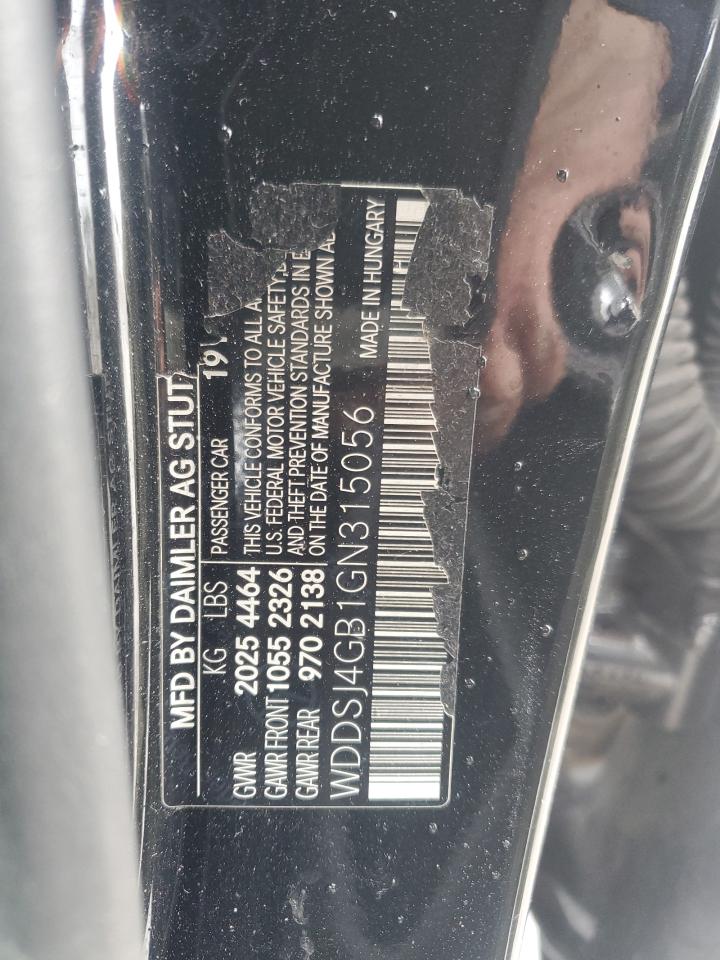 MFD BY DAIMLER AG STUT
KG LBS PASSENGER CAR 19
GVWR 2025 4464 THIS VEHICLE CONFORMS TO ALL
GAWR FRONT 1055 2326 U.S. FEDERAL MOTOR VEHICLE SAFETY,
GAWR REAR 970 2138 AND THEFT PREVENTION STANDARDS IN
ON THE DATE OF MANUFACTURE SHOWN
WDDSJ4GB1GN315056 MADE IN HUNGARY